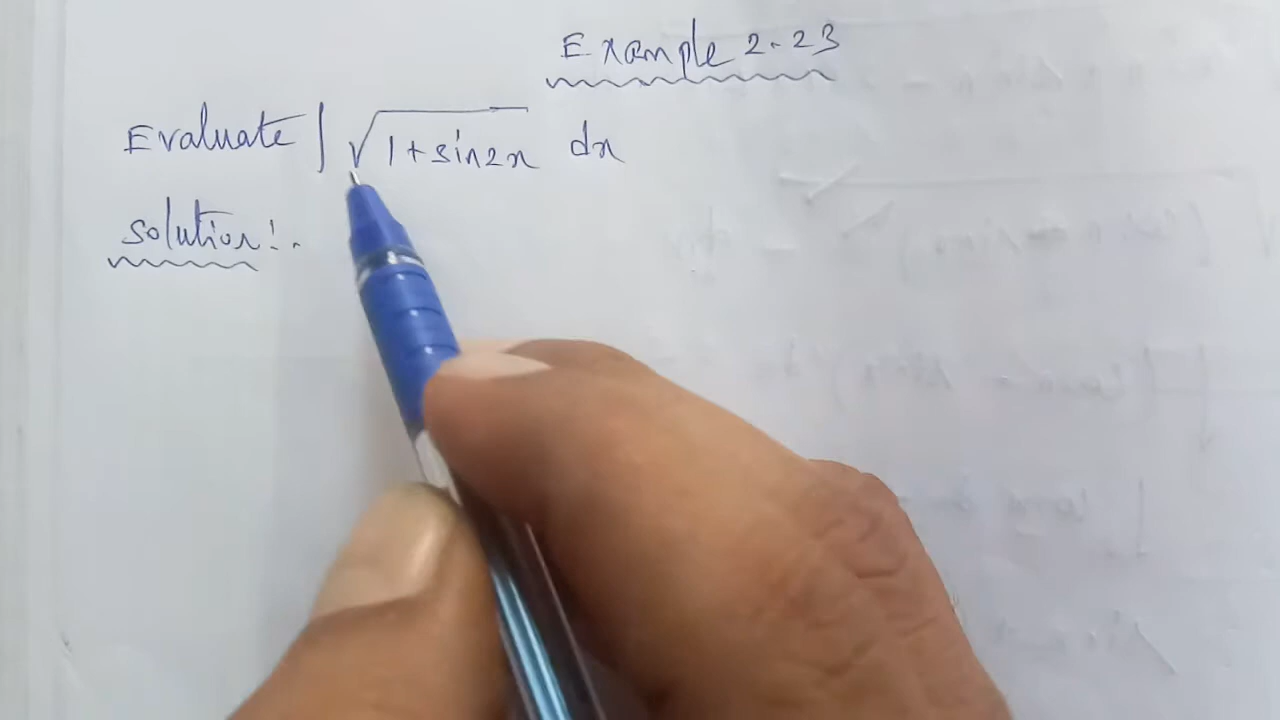 Example 2.23
Evaluate ∫ √1+sin2x dx
solution:.